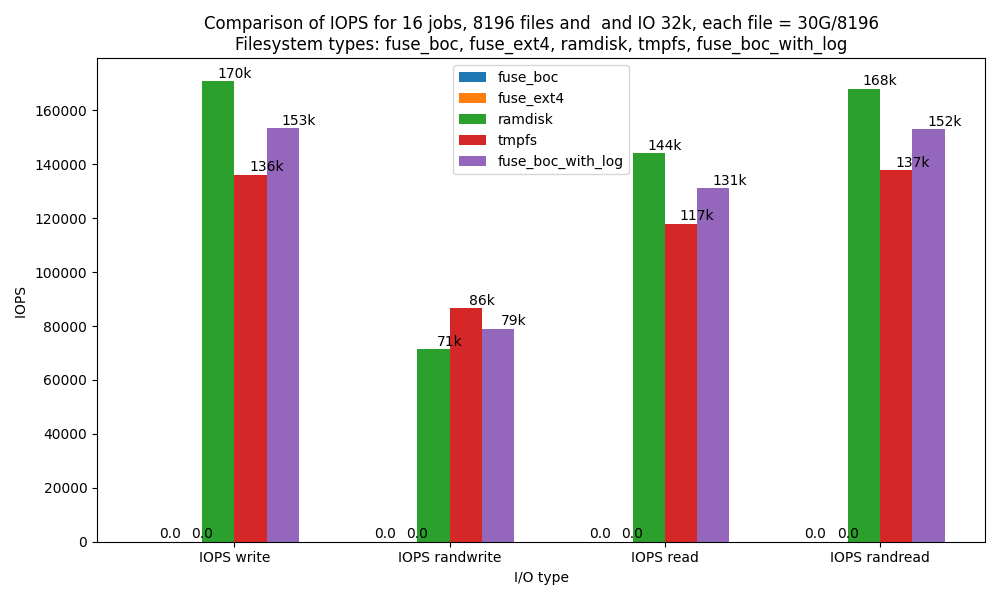 Comparison of IOPS for 16 jobs, 8196 files and  and IO 32k, each file = 30G/8196
Filesystem types: fuse_boc, fuse_ext4, ramdisk, tmpfs, fuse_boc_with_log
fuse_boc
fuse_ext4
ramdisk
tmpfs
fuse_boc_with_log
IOPS
160000
140000
120000
100000
80000
60000
40000
20000
0
0.0 0.0 170k 136k 153k
0.0 0.0 71k 86k 79k
0.0 0.0 144k 117k 131k
0.0 0.0 168k 137k 152k
IOPS write IOPS randwrite IOPS read IOPS randread
I/O type